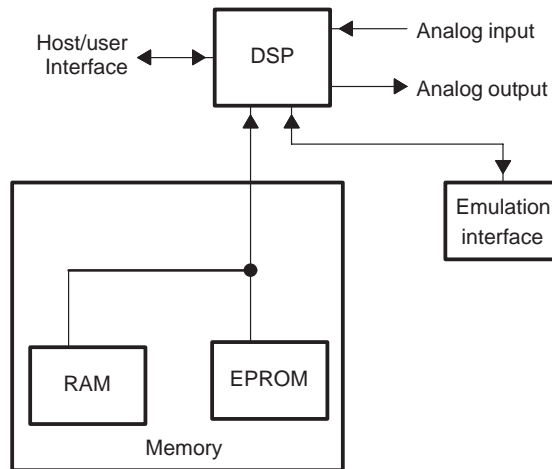 Host/user
Interface
DSP
Analog input
Analog output
Emulation
interface
RAM
EPROM
Memory